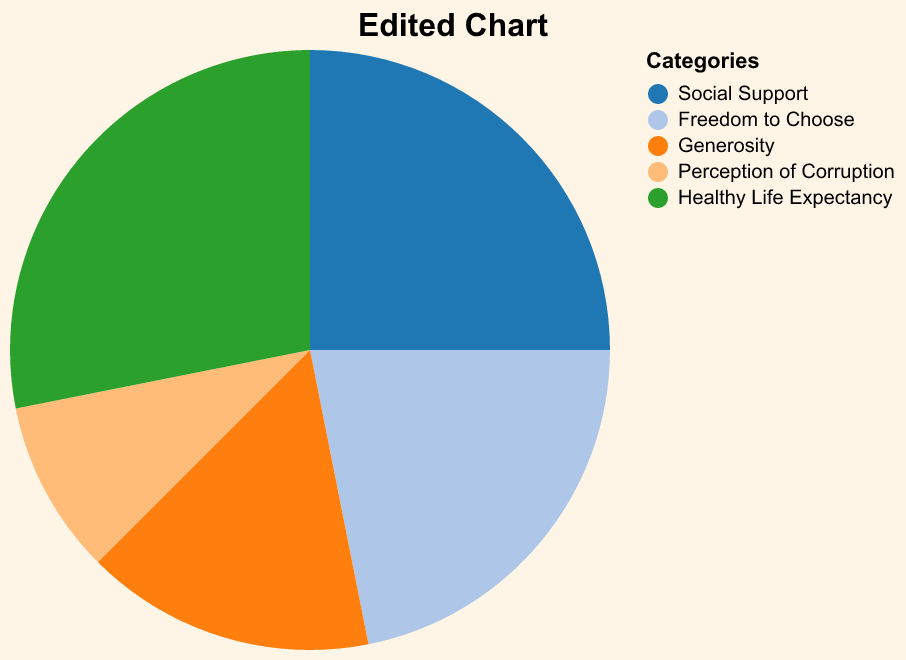 Edited Chart
Categories
Social Support
Freedom to Choose
Generosity
Perception of Corruption
Healthy Life Expectancy